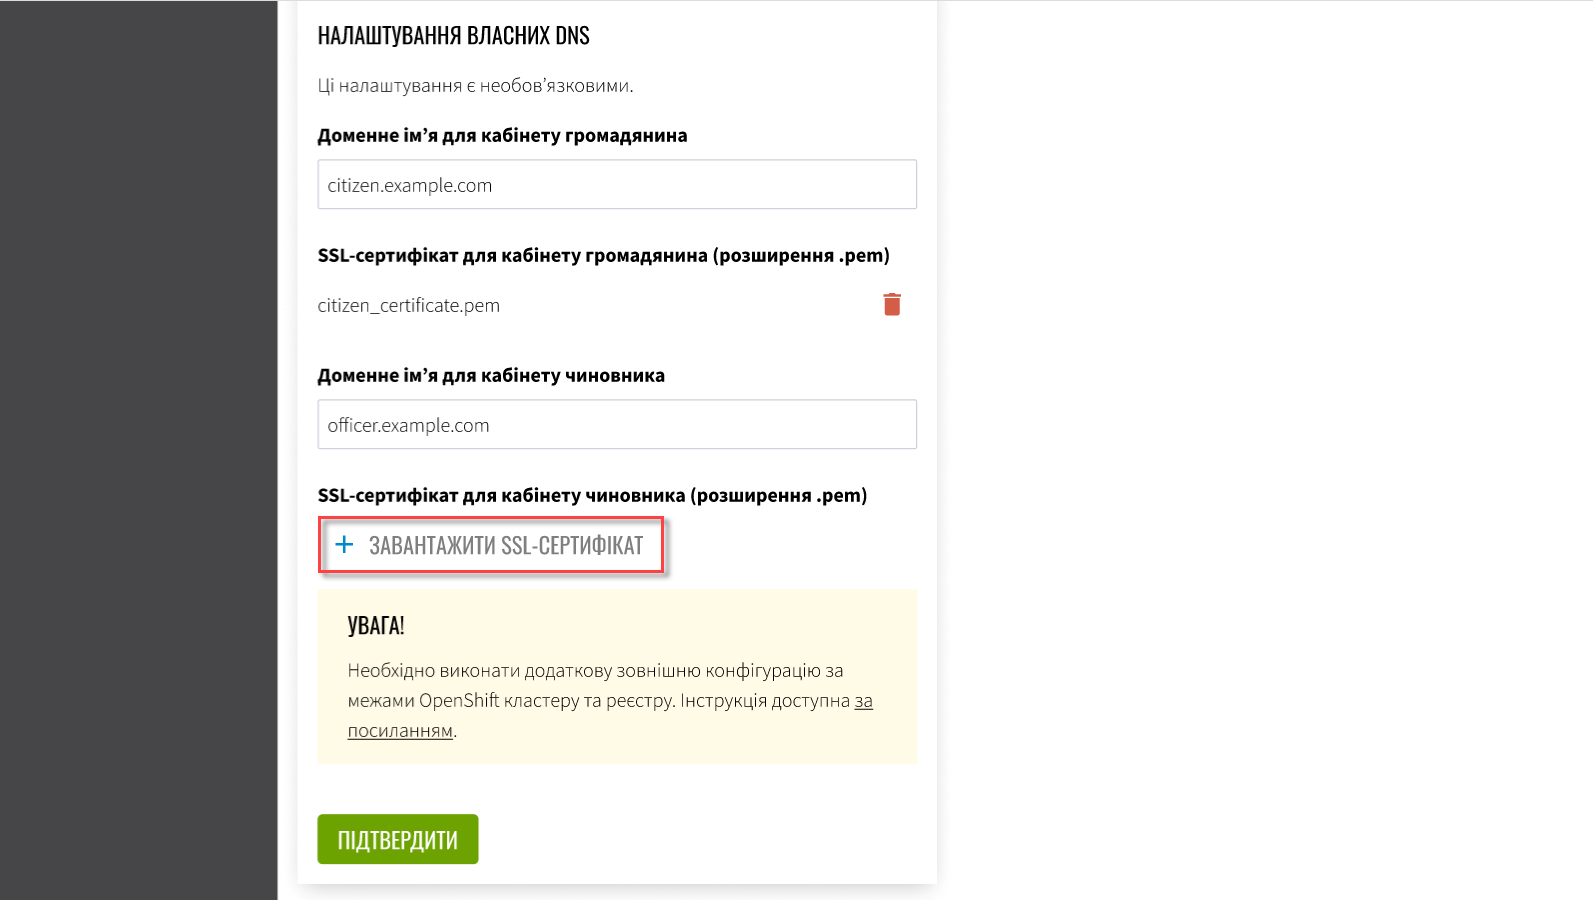 НАЛАШТУВАННЯ ВЛАСНИХ DNS
Ці налаштування є необов’язковими.
Доменне ім’я для кабінету громадянина
citizen.example.com
SSL-сертифікат для кабінету громадянина (розширення .pem)
citizen_certificate.pem
Доменне ім’я для кабінету чиновника
officer.example.com
SSL-сертифікат для кабінету чиновника (розширення .pem)
ЗАВАНТАЖИТИ SSL-СЕРТИФІКАТ
УВАГА!
Необхідно виконати додаткову зовнішню конфігурацію за
межами OpenShift кластеру та реєстру. Інструкція доступна за
посиланням.
ПІДТВЕРДИТИ